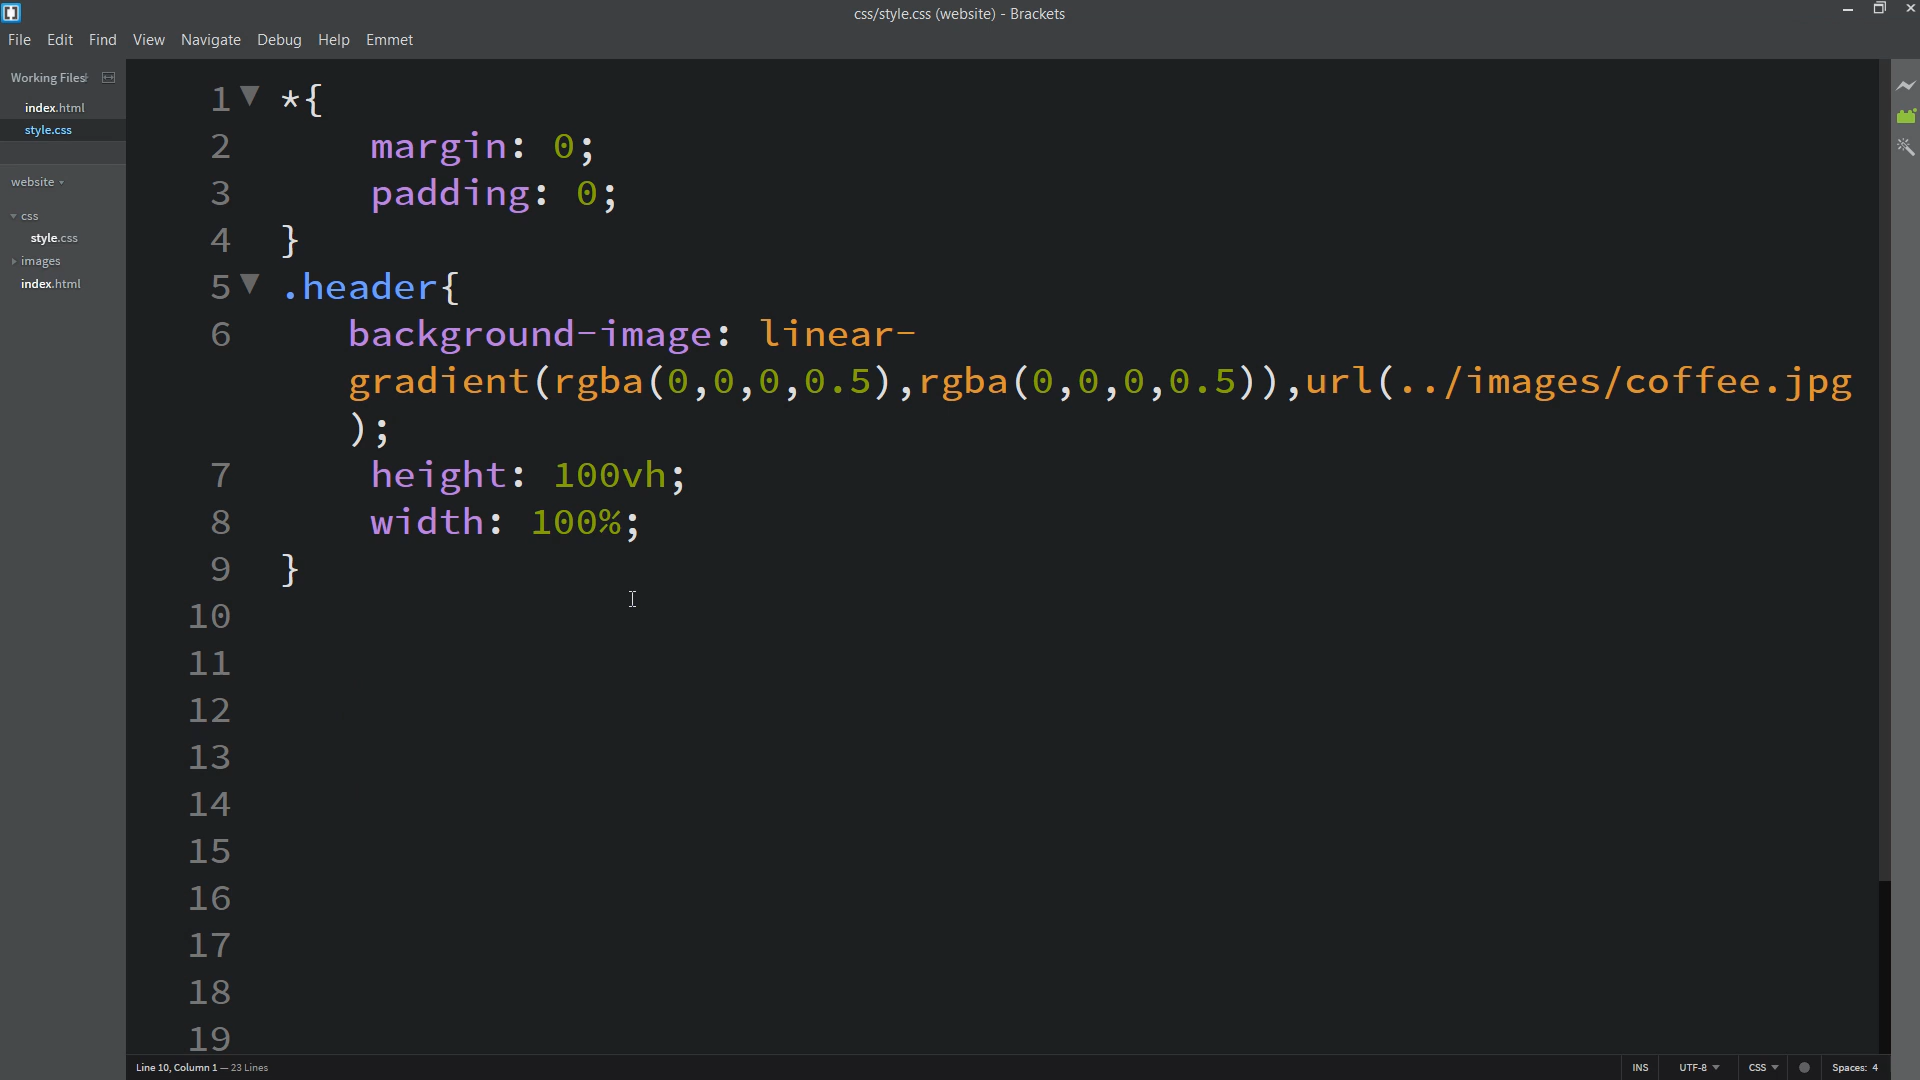 css/style.css (website) - Brackets
File Edit Find View Navigate Debug Help Emmet
Working Files
index.html
style.css
website
css
style.css
images
index.html
1 *{
2 margin: 0;
3 padding: 0;
4 }
5 .header{
6 background-image: linear-
gradient(rgba(0,0,0,0.5),rgba(0,0,0,0.5)),url(../images/coffee.jpg
);
7 height: 100vh;
8 width: 100%;
9 }
10
11
12
13
14
15
16
17
18
19
Line 10, Column 1 — 23 Lines
INS UTF-8 CSS Spaces: 4